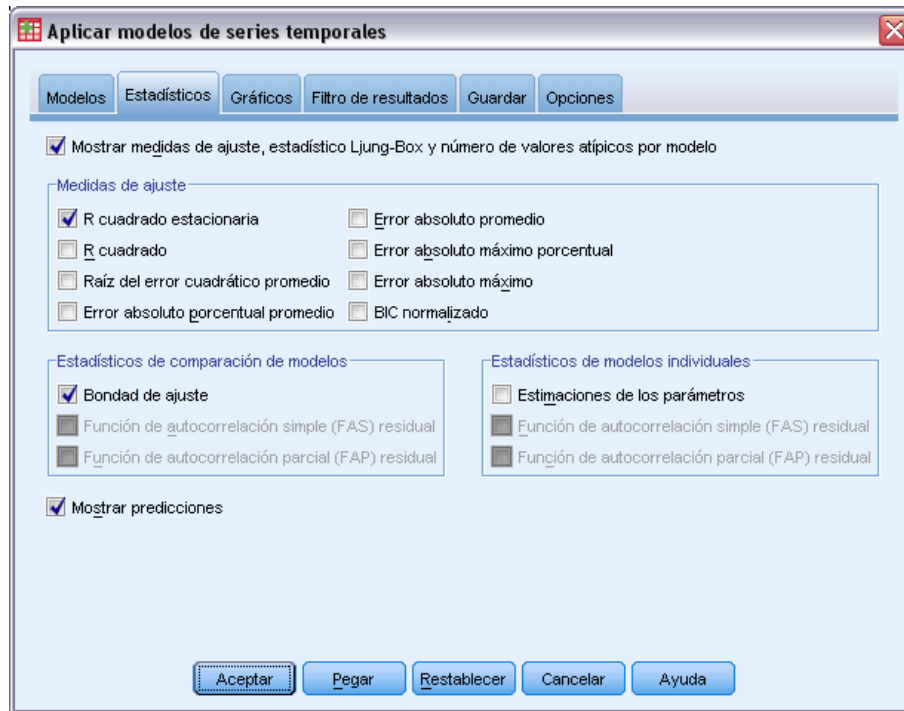 Aplicar modelos de series temporales
Modelos Estadísticos Gráficos Filtro de resultados Guardar Opciones
Mostrar medidas de ajuste, estadístico Ljung-Box y número de valores atípicos por modelo
Medidas de ajuste
R cuadrado estacionaria
R cuadrado
Raíz del error cuadrático promedio
Error absoluto porcentual promedio
Error absoluto promedio
Error absoluto máximo porcentual
Error absoluto máximo
BIC normalizado
Estadísticos de comparación de modelos
Bondad de ajuste
Función de autocorrelación simple (FAS) residual
Función de autocorrelación parcial (FAP) residual
Estadísticos de modelos individuales
Estimaciones de los parámetros
Función de autocorrelación simple (FAS) residual
Función de autocorrelación parcial (FAP) residual
Mostrar predicciones
Aceptar Pegar Restablecer Cancelar Ayuda